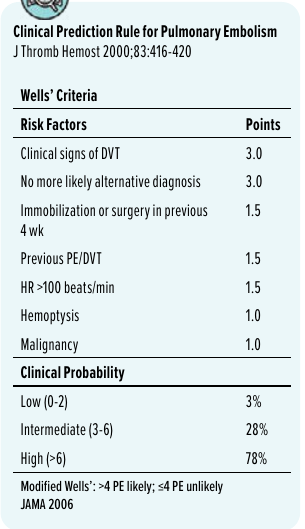 Clinical Prediction Rule for Pulmonary Embolism
J Thromb Hemost 2000;83:416-420
Wells’ Criteria
Risk Factors Points
Clinical signs of DVT 3.0
No more likely alternative diagnosis 3.0
Immobilization or surgery in previous 1.5
4 wk
Previous PE/DVT 1.5
HR >100 beats/min 1.5
Hemoptysis 1.0
Malignancy 1.0
Clinical Probability
Low (0-2) 3%
Intermediate (3-6) 28%
High (>6) 78%
Modified Wells’: >4 PE likely; ≤4 PE unlikely
JAMA 2006